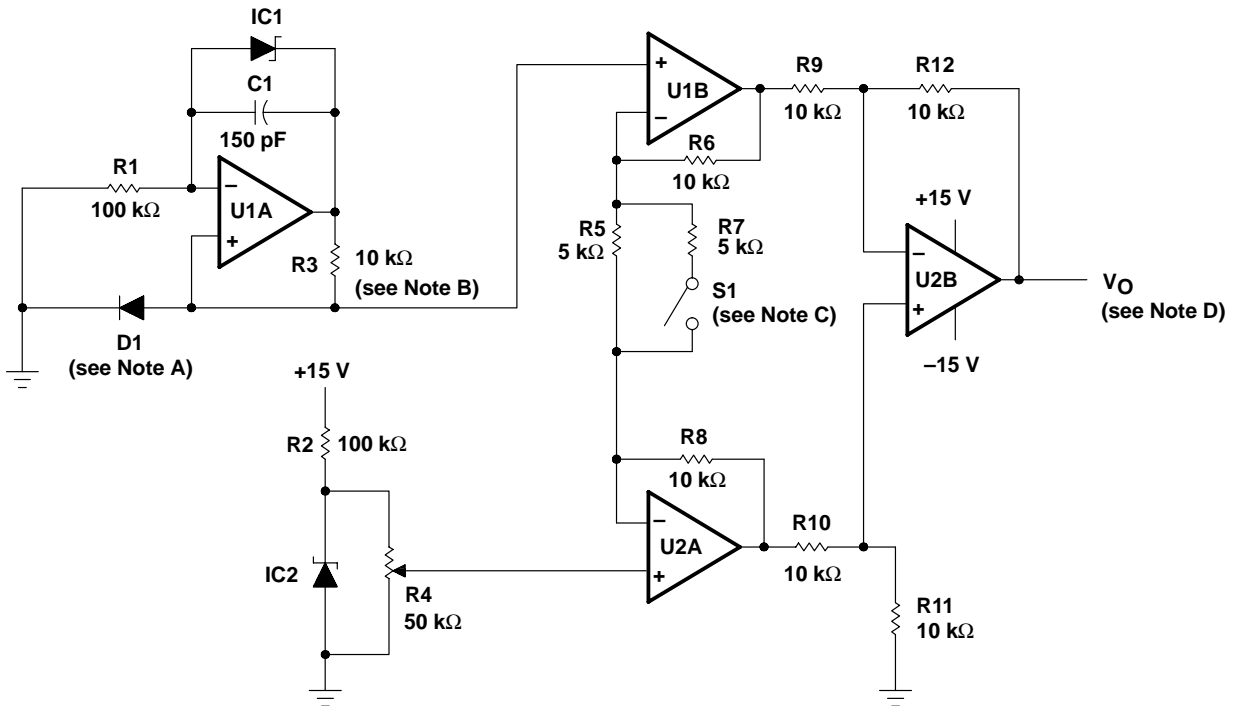 IC1
C1
150 pF
R1
100 kΩ
−
U1A
+
R3
10 kΩ
(see Note B)
D1
(see Note A)
+15 V
R2
100 kΩ
IC2
R4
50 kΩ
+
U1B
−
R6
10 kΩ
R5
5 kΩ
R7
5 kΩ
S1
(see Note C)
R8
10 kΩ
−
U2A
+
R9
10 kΩ
R12
10 kΩ
+15 V
−
U2B
+
−15 V
VO
(see Note D)
R10
10 kΩ
R11
10 kΩ